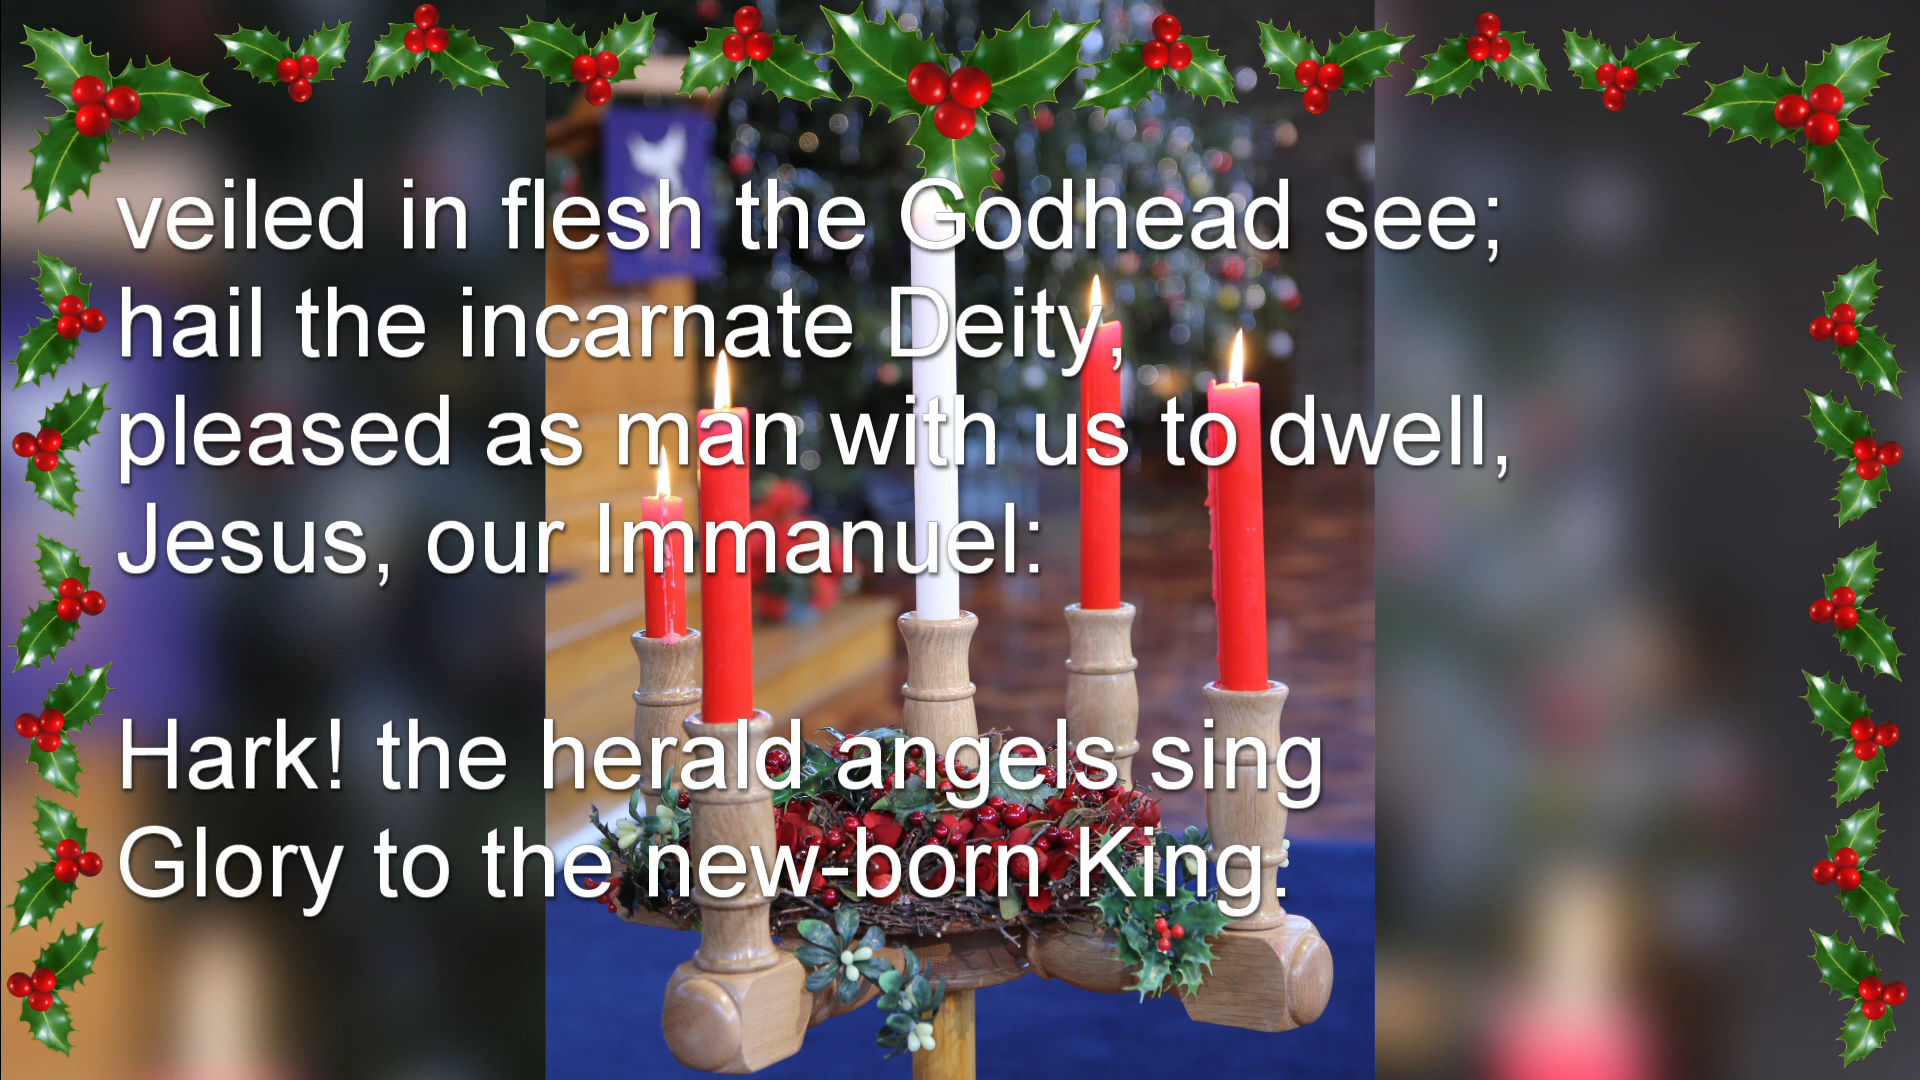 veiled in flesh the Godhead see;
hail the incarnate Deity,
pleased as man with us to dwell,
Jesus, our Immanuel:
Hark! the herald angels sing
Glory to the new-born King.